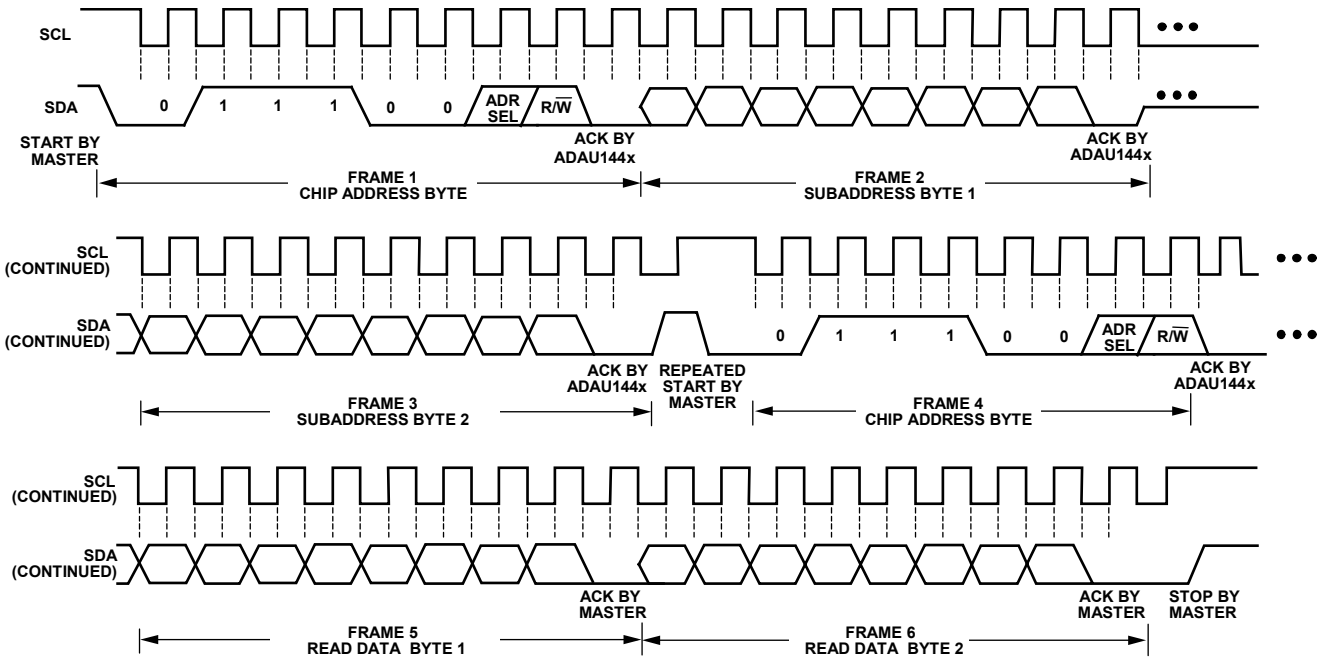 SCL
SDA
0 1 1 1 0 0 ADR SEL R/W̅
START BY MASTER
ACK BY ADAU144x
ACK BY ADAU144x
FRAME 1
CHIP ADDRESS BYTE
FRAME 2
SUBADDRESS BYTE 1
SCL
(CONTINUED)
SDA
(CONTINUED)
0 1 1 1 0 0 ADR SEL R/W̅
ACK BY ADAU144x
REPEATED START BY MASTER
ACK BY ADAU144x
FRAME 3
SUBADDRESS BYTE 2
FRAME 4
CHIP ADDRESS BYTE
SCL
(CONTINUED)
SDA
(CONTINUED)
ACK BY MASTER
ACK BY MASTER
STOP BY MASTER
FRAME 5
READ DATA BYTE 1
FRAME 6
READ DATA BYTE 2